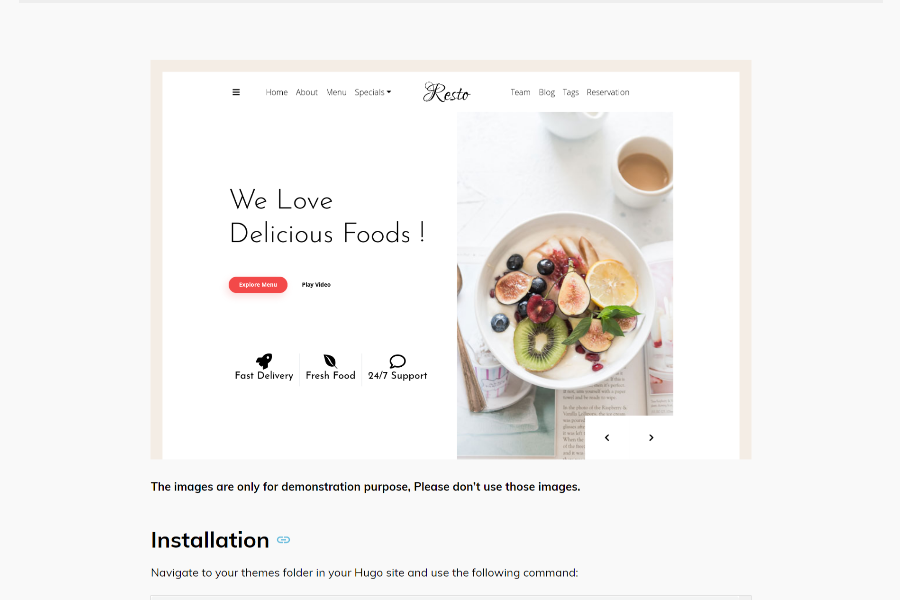 Home About Menu Specials Resto Team Blog Tags Reservation
We Love
Delicious Foods !
Explore Menu Play Video
Fast Delivery Fresh Food 24/7 Support
The images are only for demonstration purpose, Please don't use those images.
Installation
Navigate to your themes folder in your Hugo site and use the following command: